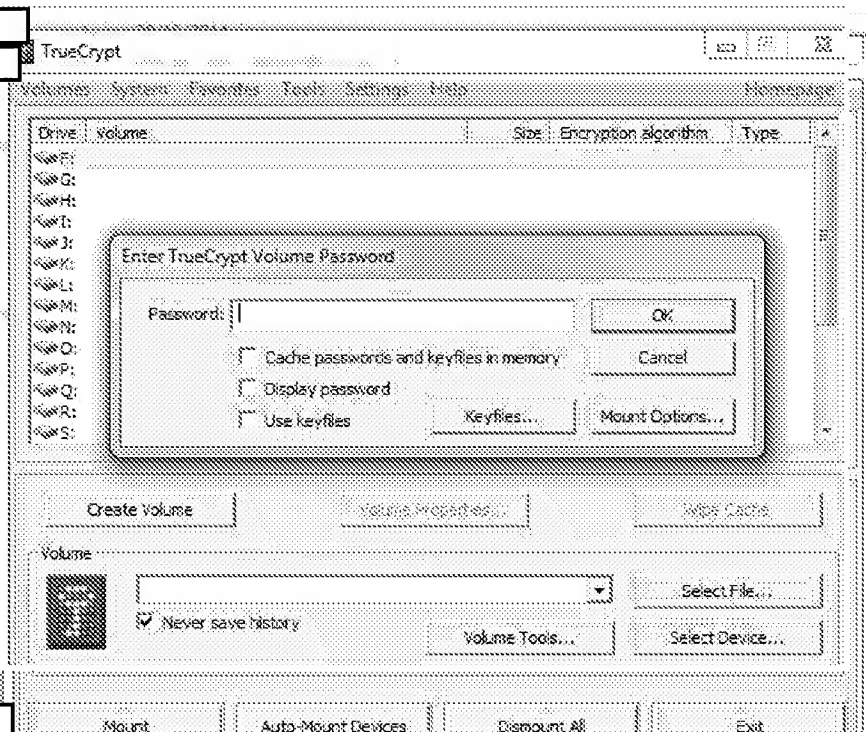 TrueCrypt
Volumes System Favorites Tools Settings Help Homepage
Drive Volume Size Encryption algorithm Type
F:
G:
H:
I:
J:
K:
L:
M:
N:
O:
P:
Q:
R:
S:
Enter TrueCrypt Volume Password
Password: OK
Cache passwords and keyfiles in memory Cancel
Display password
Use keyfiles Keyfiles... Mount Options...
Create Volume Volume Properties... Wipe Cache
Volume
Select File...
Never save history
Volume Tools... Select Device...
Mount Auto-Mount Devices Dismount All Exit